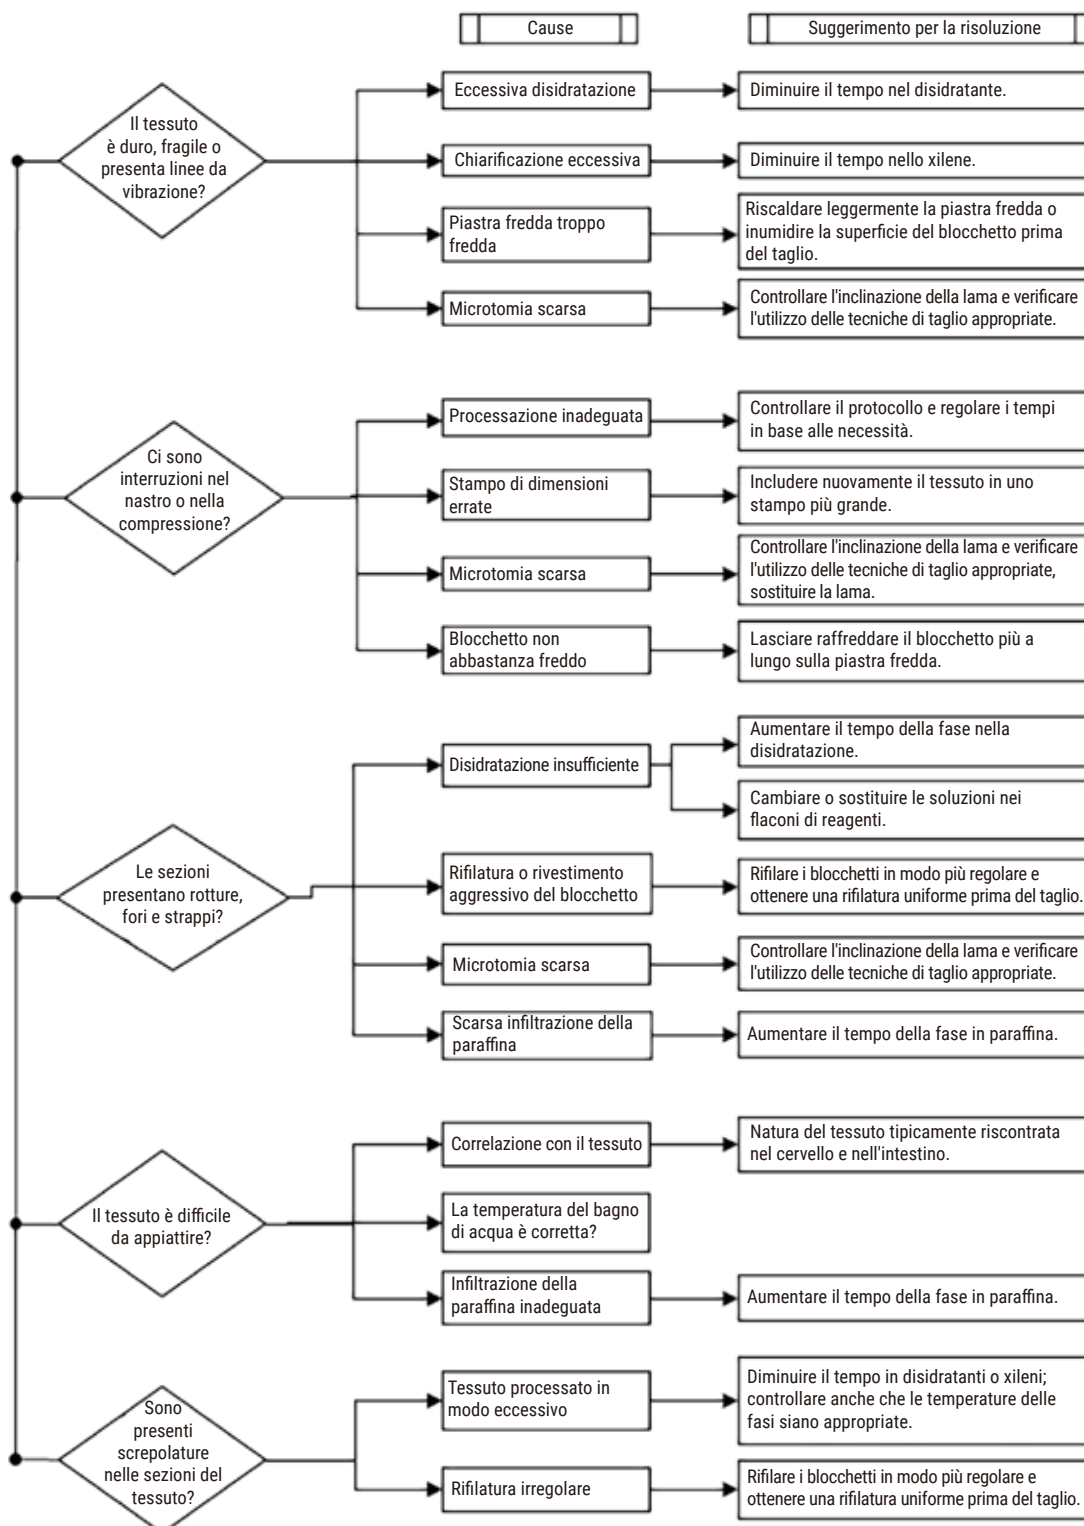 Cause
Suggerimento per la risoluzione
Il tessuto
è duro, fragile o
presenta linee da
vibrazione?
Eccessiva disidratazione
Diminuire il tempo nel disidratante.
Chiarificazione eccessiva
Diminuire il tempo nello xilene.
Piastra fredda troppo
fredda
Riscaldare leggermente la piastra fredda o
inumidire la superficie del blocchetto prima
del taglio.
Microtomia scarsa
Controllare l'inclinazione della lama e verificare
l'utilizzo delle tecniche di taglio appropriate.
Ci sono
interruzioni nel
nastro o nella
compressione?
Processazione inadeguata
Controllare il protocollo e regolare i tempi
in base alle necessità.
Stampo di dimensioni
errate
Includere nuovamente il tessuto in uno
stampo più grande.
Microtomia scarsa
Controllare l'inclinazione della lama e verificare
l'utilizzo delle tecniche di taglio appropriate,
sostituire la lama.
Blocchetto non
abbastanza freddo
Lasciare raffreddare il blocchetto più a
lungo sulla piastra fredda.
Le sezioni
presentano rotture,
fori e strappi?
Disidratazione insufficiente
Aumentare il tempo della fase nella
disidratazione.
Cambiare o sostituire le soluzioni nei
flaconi di reagenti.
Rifilatura o rivestimento
aggressivo del blocchetto
Rifilare i blocchetti in modo più regolare e
ottenere una rifilatura uniforme prima del taglio.
Microtomia scarsa
Controllare l'inclinazione della lama e verificare
l'utilizzo delle tecniche di taglio appropriate.
Scarsa infiltrazione della
paraffina
Aumentare il tempo della fase in paraffina.
Il tessuto è difficile
da appiattire?
Correlazione con il tessuto
Natura del tessuto tipicamente riscontrata
nel cervello e nell'intestino.
La temperatura del bagno
di acqua è corretta?
Infiltrazione della
paraffina inadeguata
Aumentare il tempo della fase in paraffina.
Sono
presenti
screpolature
nelle sezioni del
tessuto?
Tessuto processato in
modo eccessivo
Diminuire il tempo in disidratanti o xileni;
controllare anche che le temperature delle
fasi siano appropriate.
Rifilatura irregolare
Rifilare i blocchetti in modo più regolare e
ottenere una rifilatura uniforme prima del taglio.